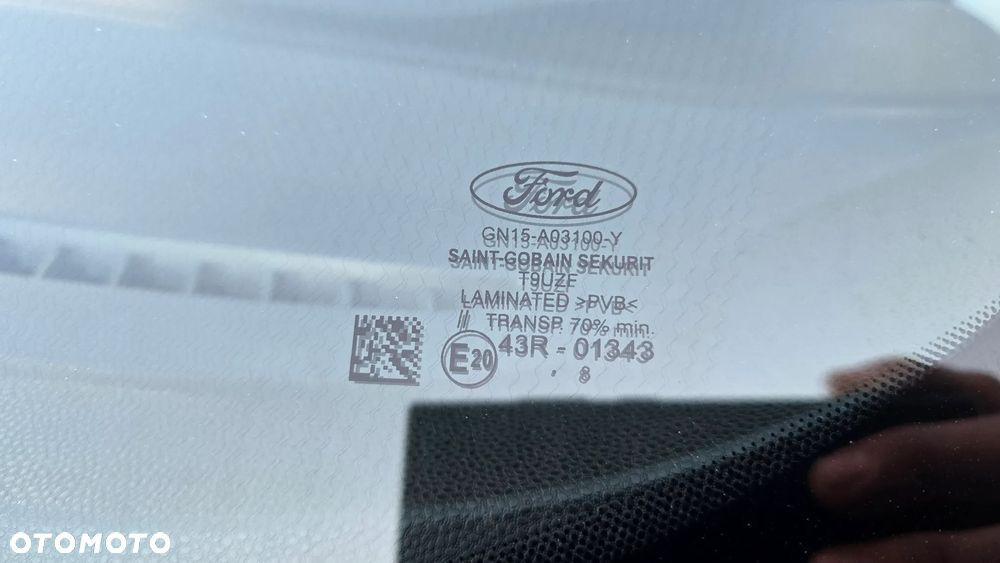 Ford
GN15-A03100-Y
SAINT-GOBAIN SEKURIT
T9UZF
LAMINATED >PVB<
/// TRANSP. 70% min.
E20 43R - 01343
, 8
OTOMOTO